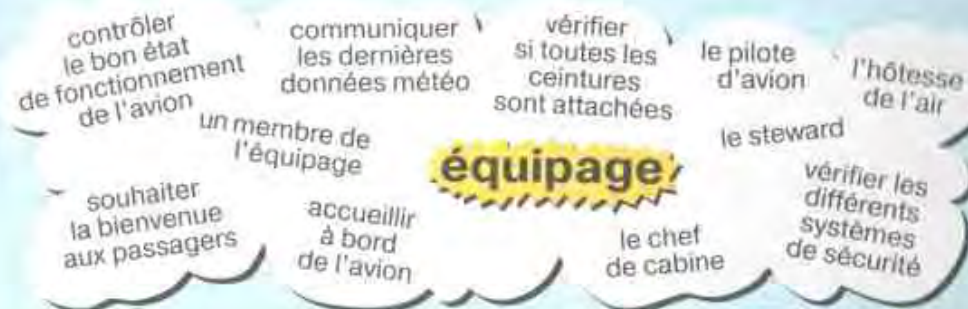 contrôler
le bon état
de fonctionnement
de l'avion
communiquer
les dernières
données météo
vérifier
si toutes les
ceintures
sont attachées
le pilote
d'avion
l'hôtesse
de l'air
un membre de
l'équipage
équipage
le steward
souhaiter
la bienvenue
aux passagers
accueillir
à bord
de l'avion
le chef
de cabine
vérifier les
différents
systèmes
de sécurité